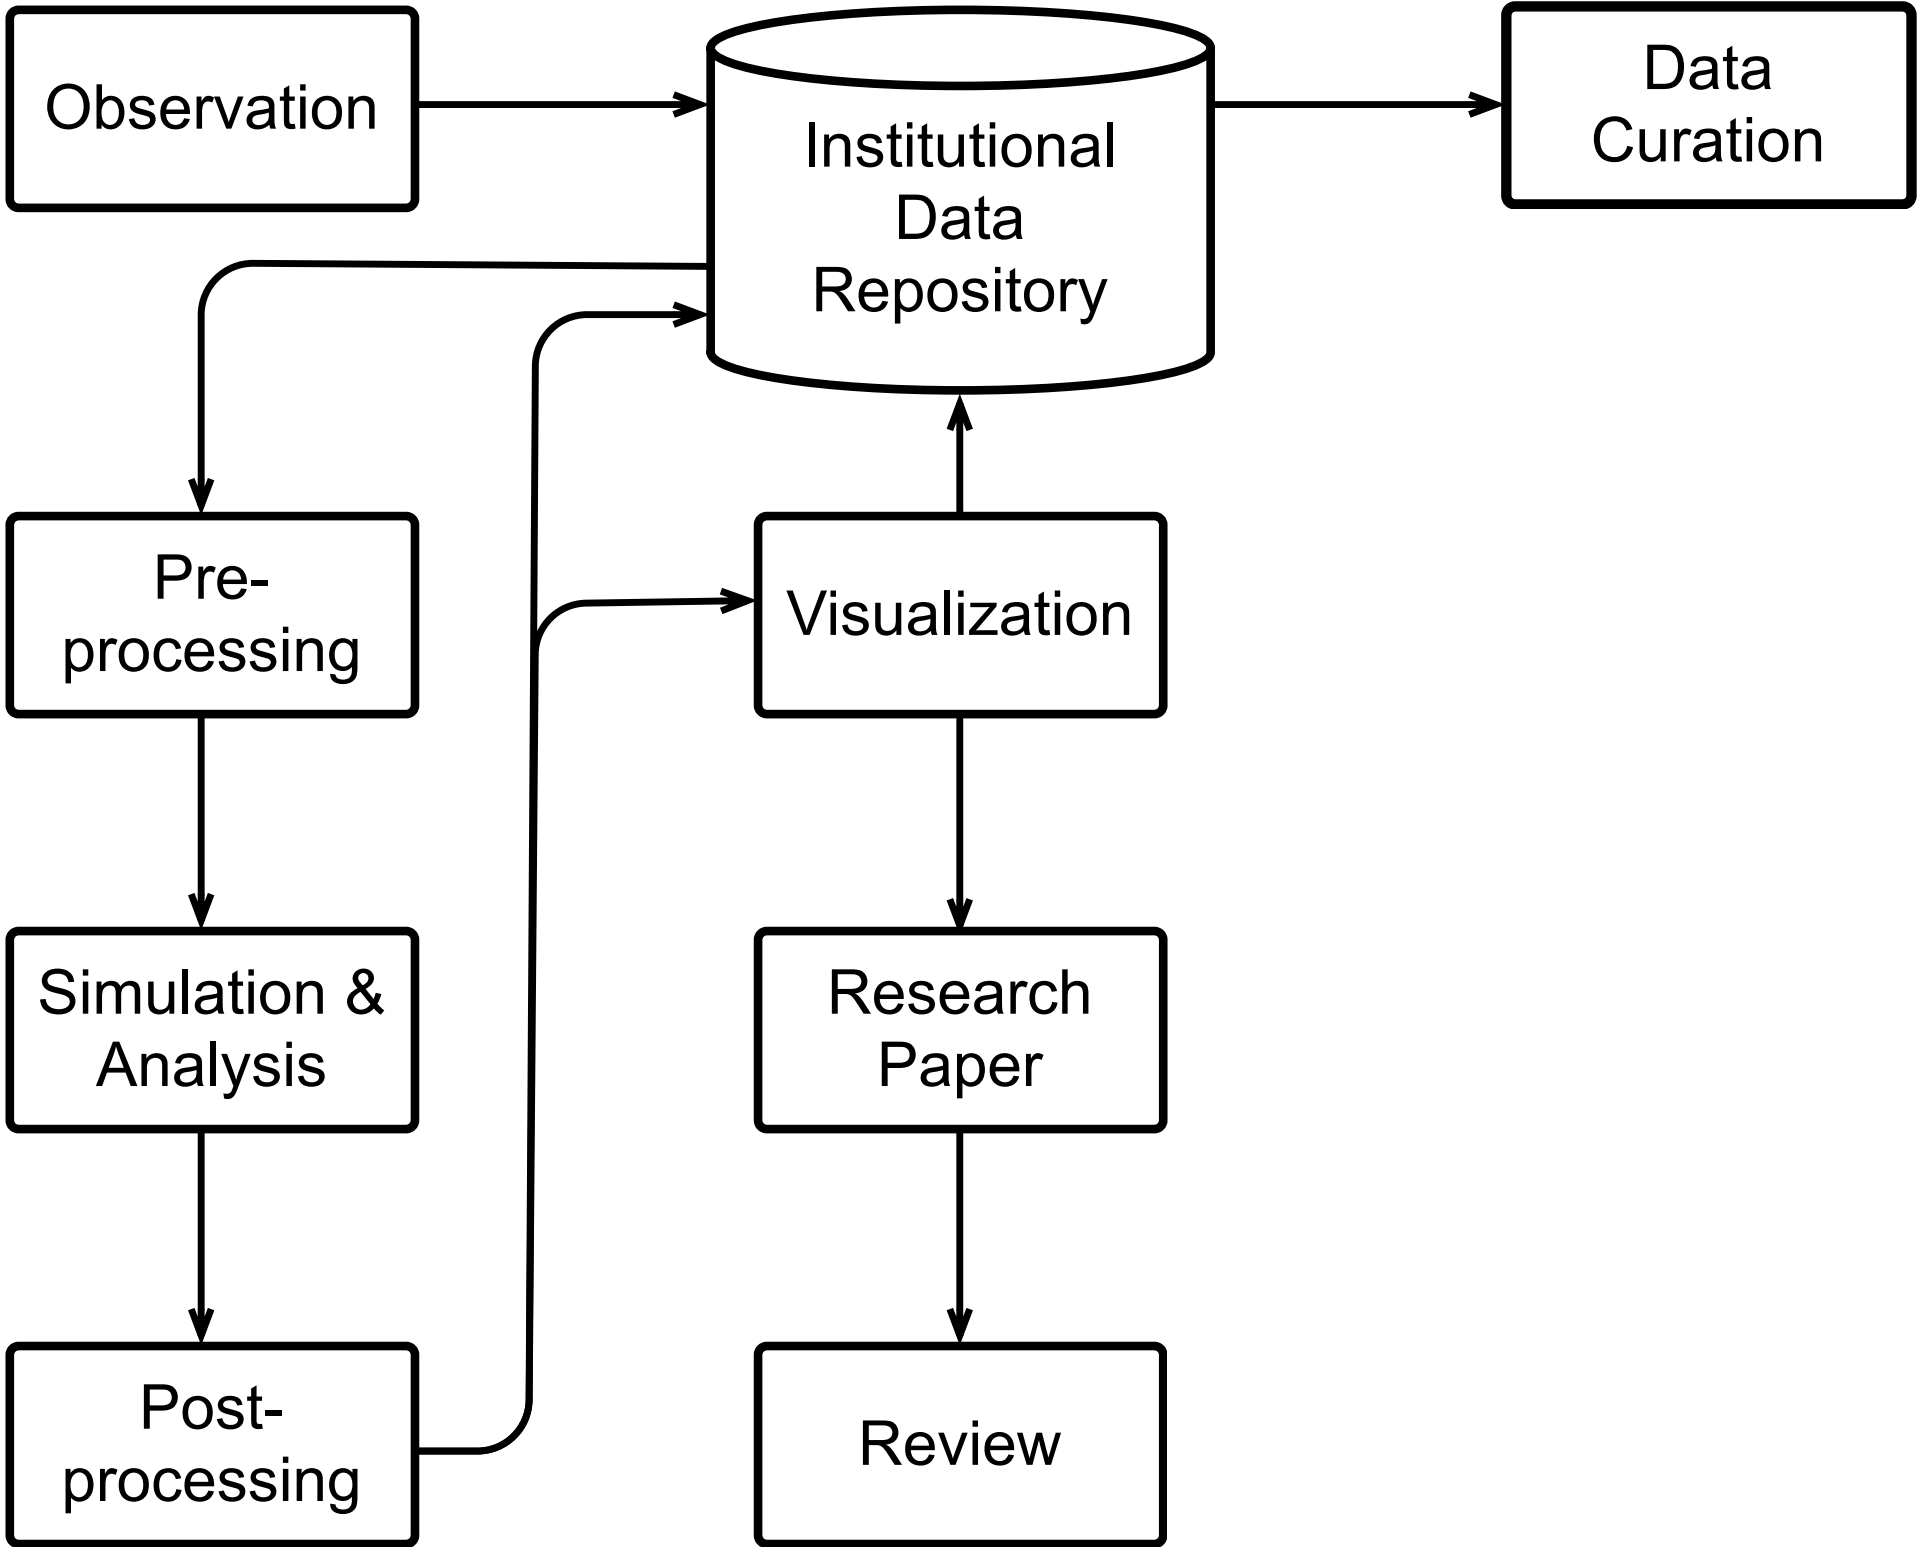 Observation
Institutional
Data
Repository
Data
Curation
Pre-
processing
Visualization
Simulation &
Analysis
Research
Paper
Post-
processing
Review